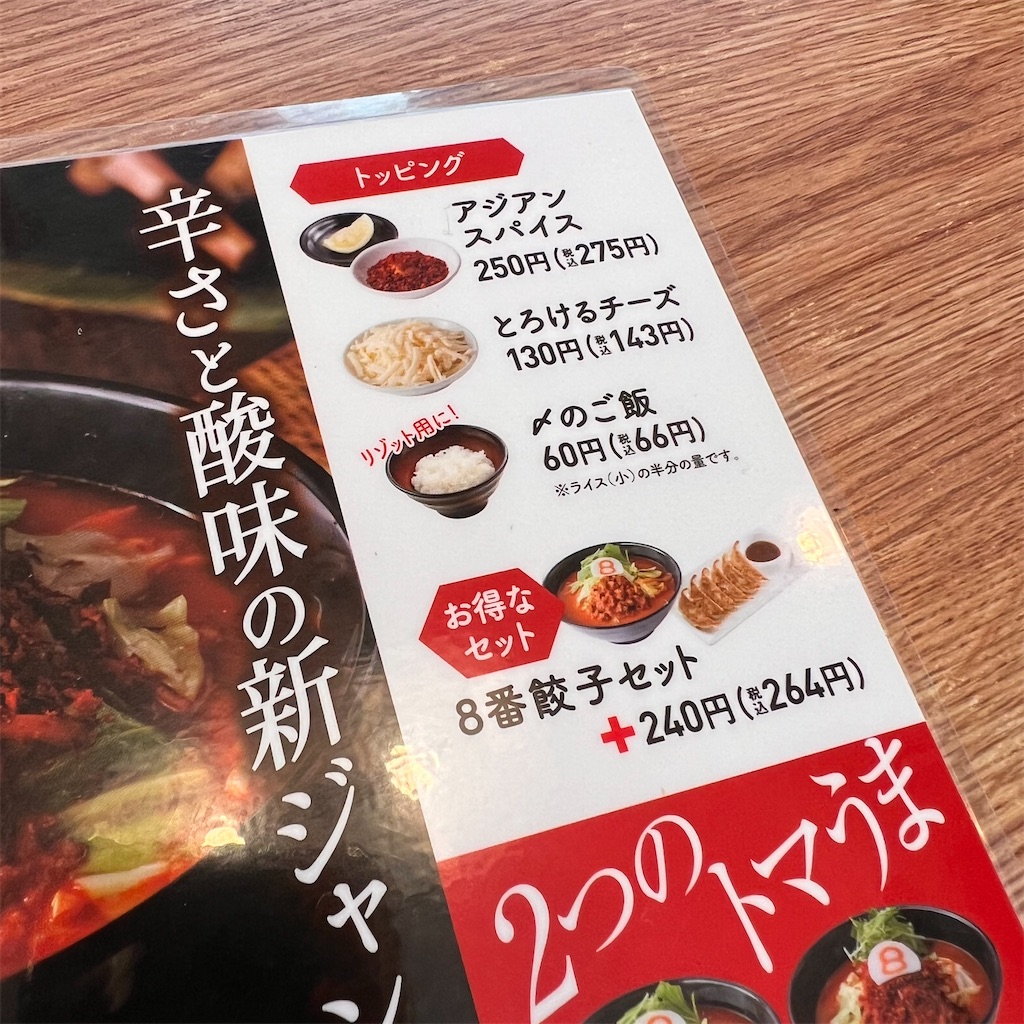 辛さと酸味の新ジャン
トッピング
アジアン
スパイス
250円(税込275円)
とろけるチーズ
130円(税込143円)
リゾット用に!
〆のご飯
60円(税込66円)
※ライス(小)の半分の量です。
お得な
セット
8
8番餃子セット
+240円(税込264円)
2つのトマうま
8
8